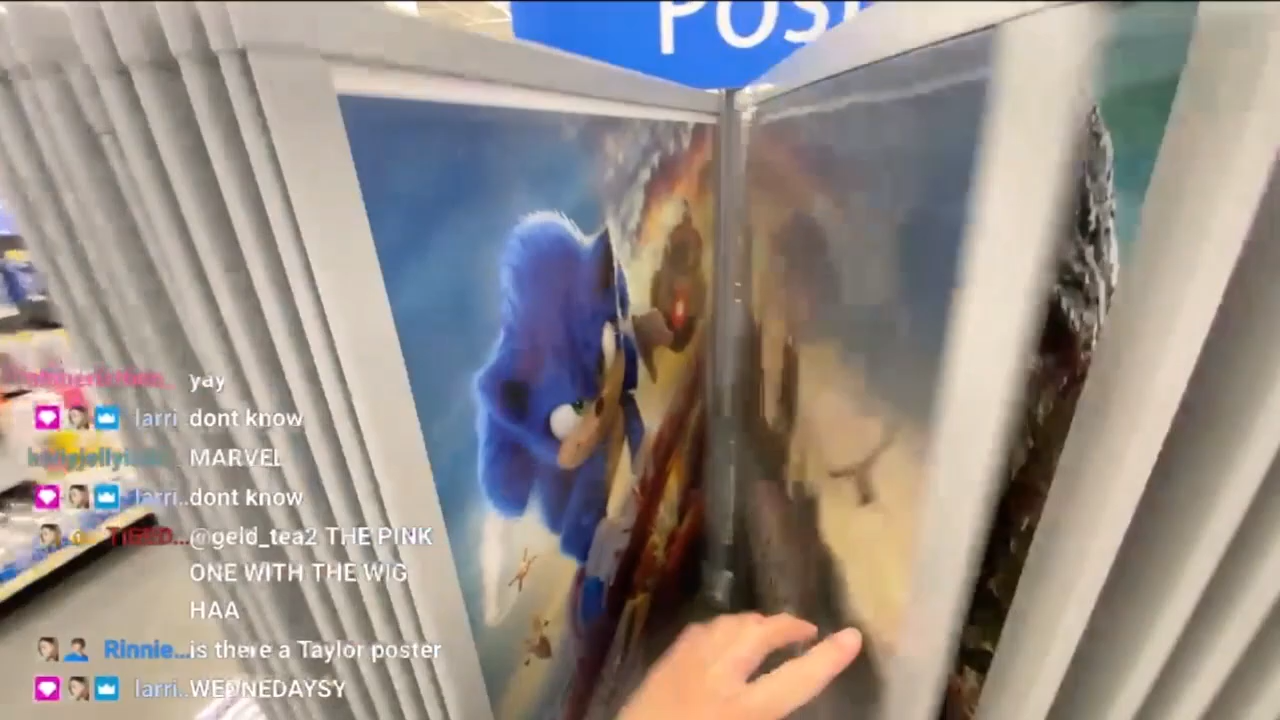 POS
yay
larri dont know
MARVEL
larri..dont know
@geld_tea2 THE PINK
ONE WITH THE WIG
HAA
Rinnie...is there a Taylor poster
larri..WEDNEDAYSY